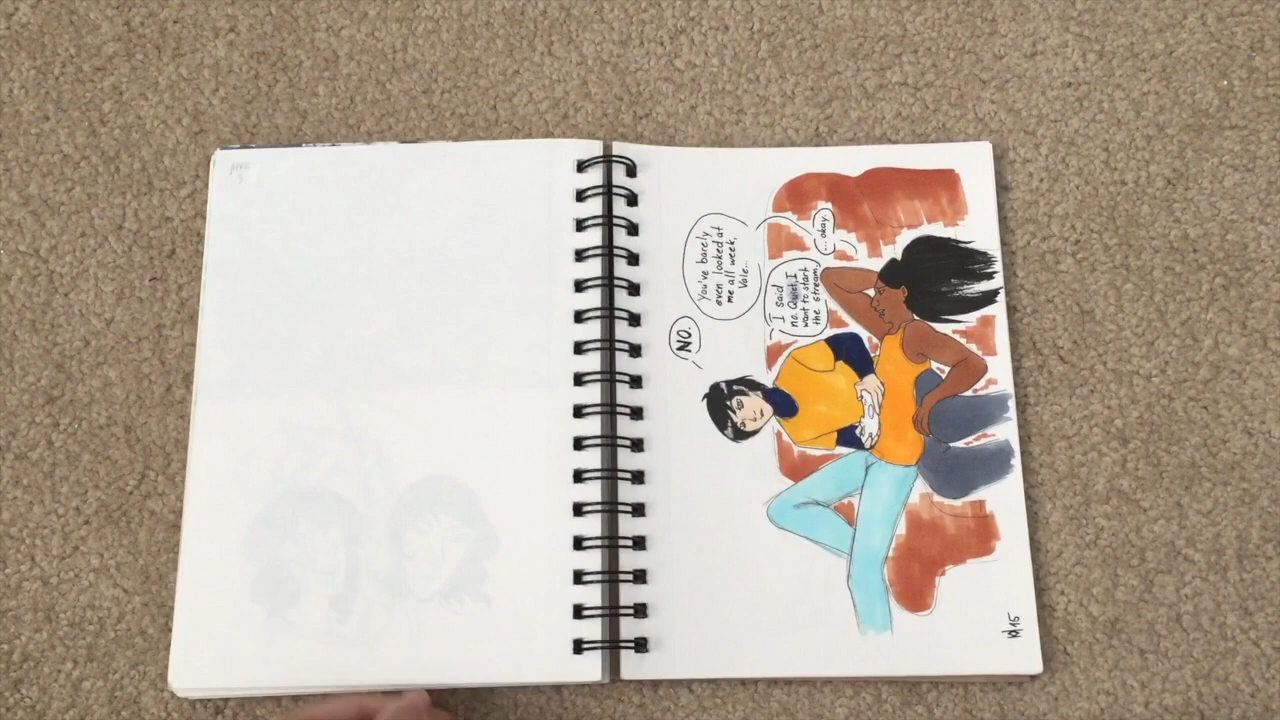 NO.
You've barely
even looked at
me all week,
Vale...
I said
no. Quiet, I
want to start
the stream.
...okay.
15